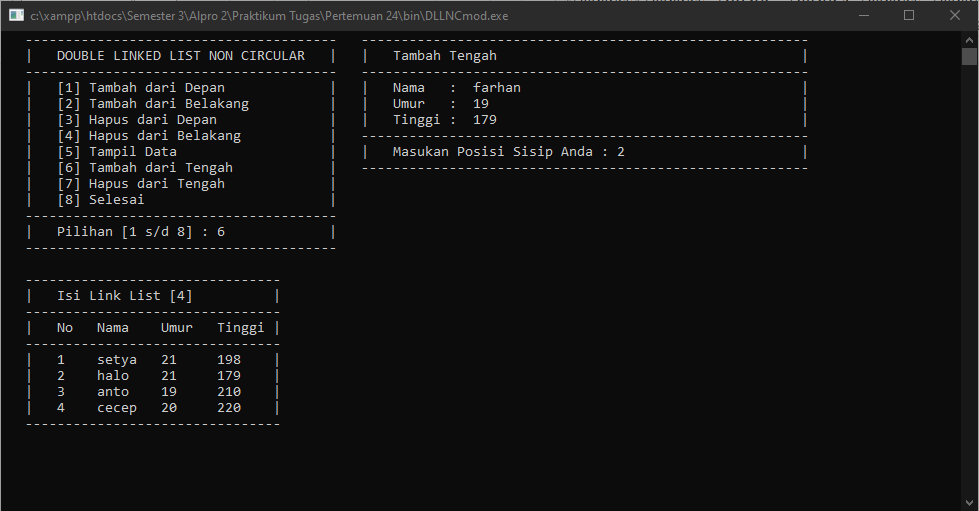 c:\xampp\htdocs\Semester 3\Alpro 2\Praktikum Tugas\Pertemuan 24\bin\DLLNCmod.exe
DOUBLE LINKED LIST NON CIRCULAR
[1] Tambah dari Depan
[2] Tambah dari Belakang
[3] Hapus dari Depan
[4] Hapus dari Belakang
[5] Tampil Data
[6] Tambah dari Tengah
[7] Hapus dari Tengah
[8] Selesai
Pilihan [1 s/d 8] : 6
Tambah Tengah
Nama : farhan
Umur : 19
Tinggi : 179
Masukan Posisi Sisip Anda : 2
Isi Link List [4]
No Nama Umur Tinggi
1 setya 21 198
2 halo 21 179
3 anto 19 210
4 cecep 20 220